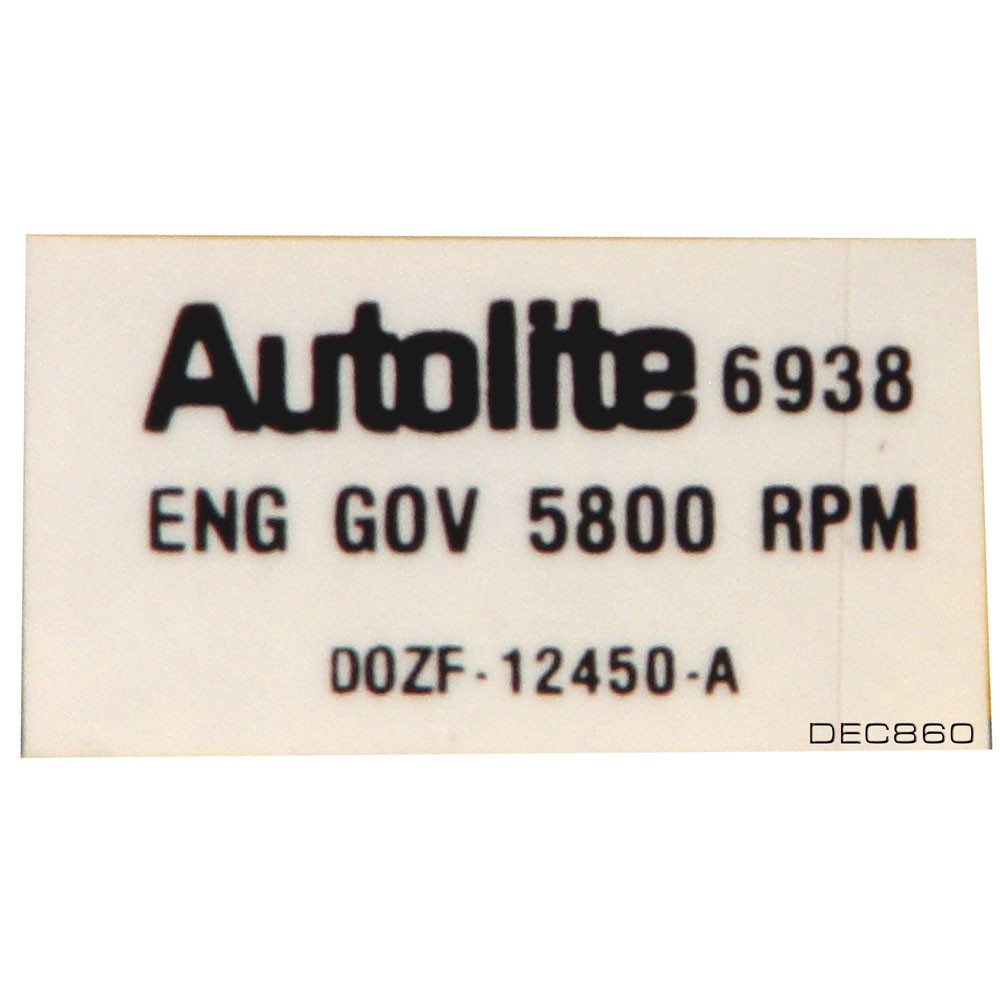 Autolite 6938
ENG GOV 5800 RPM
DOZF-12450-A
DEC860